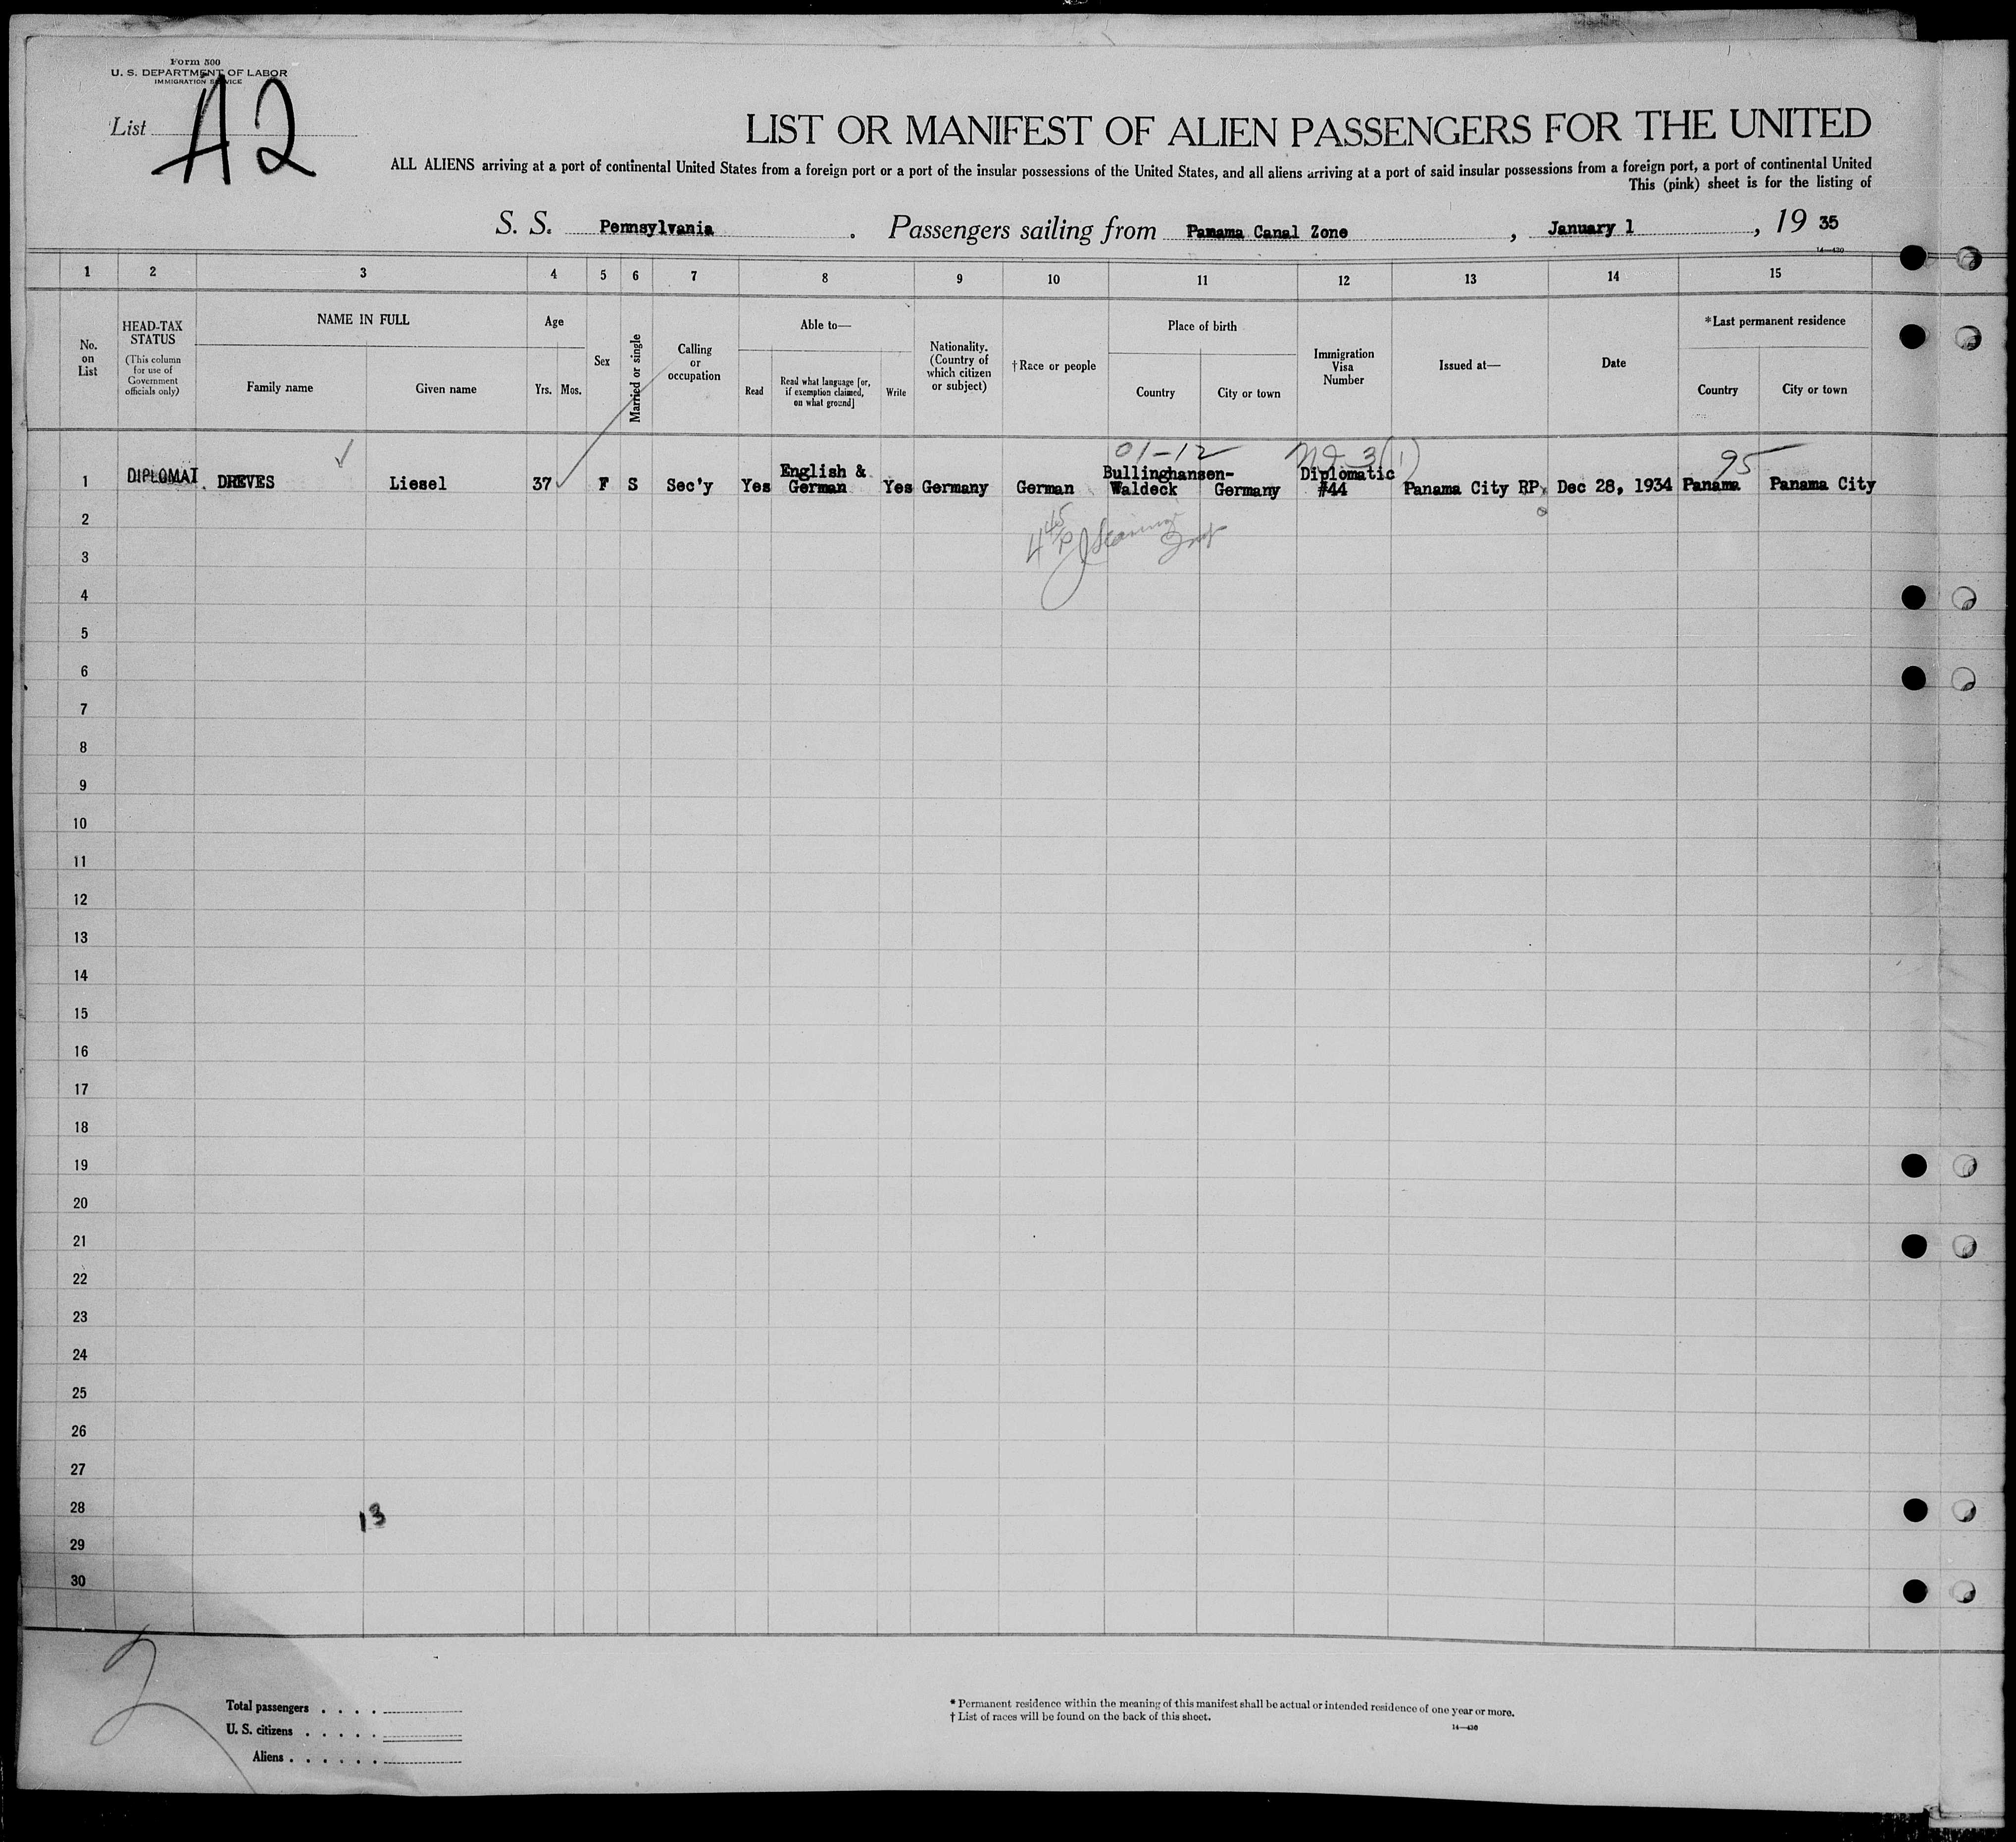 Form 500
U. S. DEPARTMENT OF LABOR
IMMIGRATION SERVICE
List A2
LIST OR MANIFEST OF ALIEN PASSENGERS FOR THE UNITED
ALL ALIENS arriving at a port of continental United States from a foreign port or a port of the insular possessions of the United States, and all aliens arriving at a port of said insular possessions from a foreign port, a port of continental United
This (pink) sheet is for the listing of
S. S. Pennsylvania . Passengers sailing from Panama Canal Zone , January 1 , 19 35
14—430
1 2 3 4 5 6 7 8 9 10 11 12 13 14 15
No. on List
HEAD-TAX STATUS
(This column for use of Government officials only)
NAME IN FULL
Family name Given name
Age
Yrs. Mos.
Sex
Married or single
Calling or occupation
Able to—
Read
Read what language [or, if exemption claimed, on what ground]
Write
Nationality. (Country of which citizen or subject)
†Race or people
Place of birth
Country City or town
Immigration Visa Number
Issued at—
Date
*Last permanent residence
Country City or town
01-12 3(1) 95
1 DIPLOMAT DREVES Liesel 37 F S Sec'y Yes English & German Yes Germany German Bullinghansen-Waldeck Germany Diplomatic #44 Panama City RP. Dec 28, 1934 Panama Panama City
2
3
4
5
6
7
8
9
10
11
12
13
14
15
16
17
18
19
20
21
22
23
24
25
26
27
28
13
29
30
2
Total passengers . . . .
U. S. citizens . . . . .
Aliens . . . . . .
* Permanent residence within the meaning of this manifest shall be actual or intended residence of one year or more.
† List of races will be found on the back of this sheet.
14—430